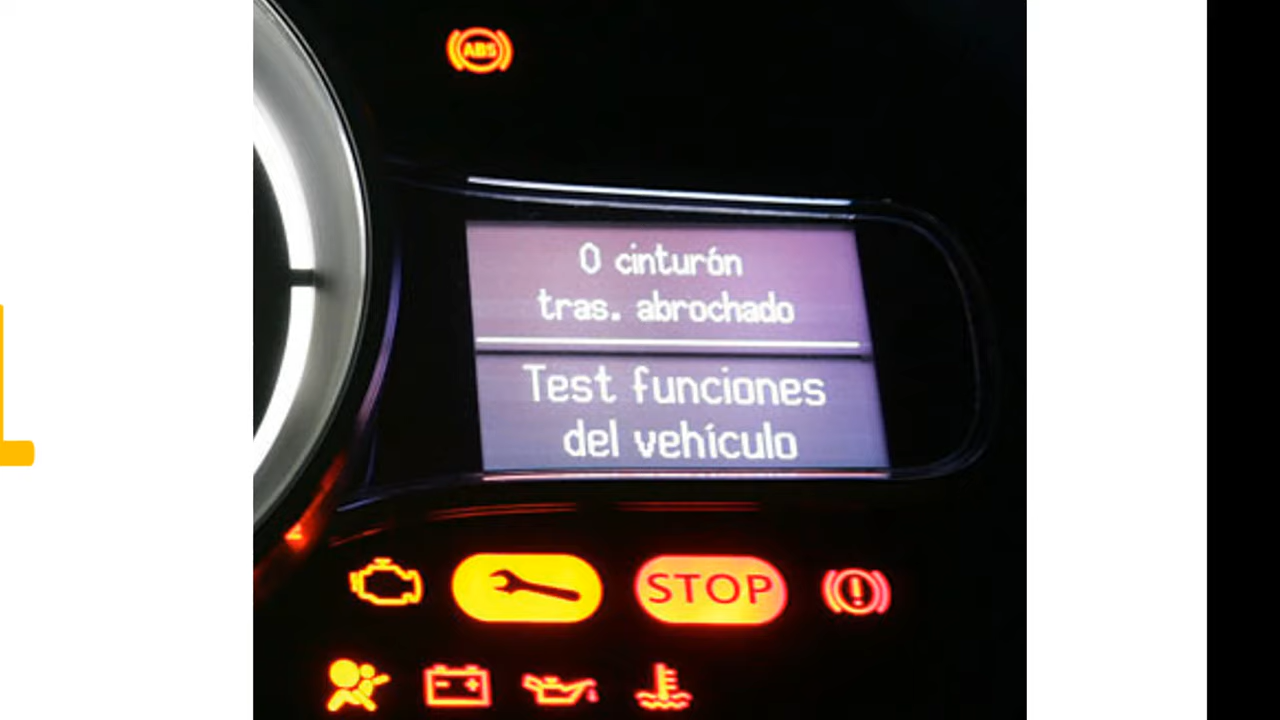 ABS
0 cinturón
tras. abrochado
Test funciones
del vehículo
STOP